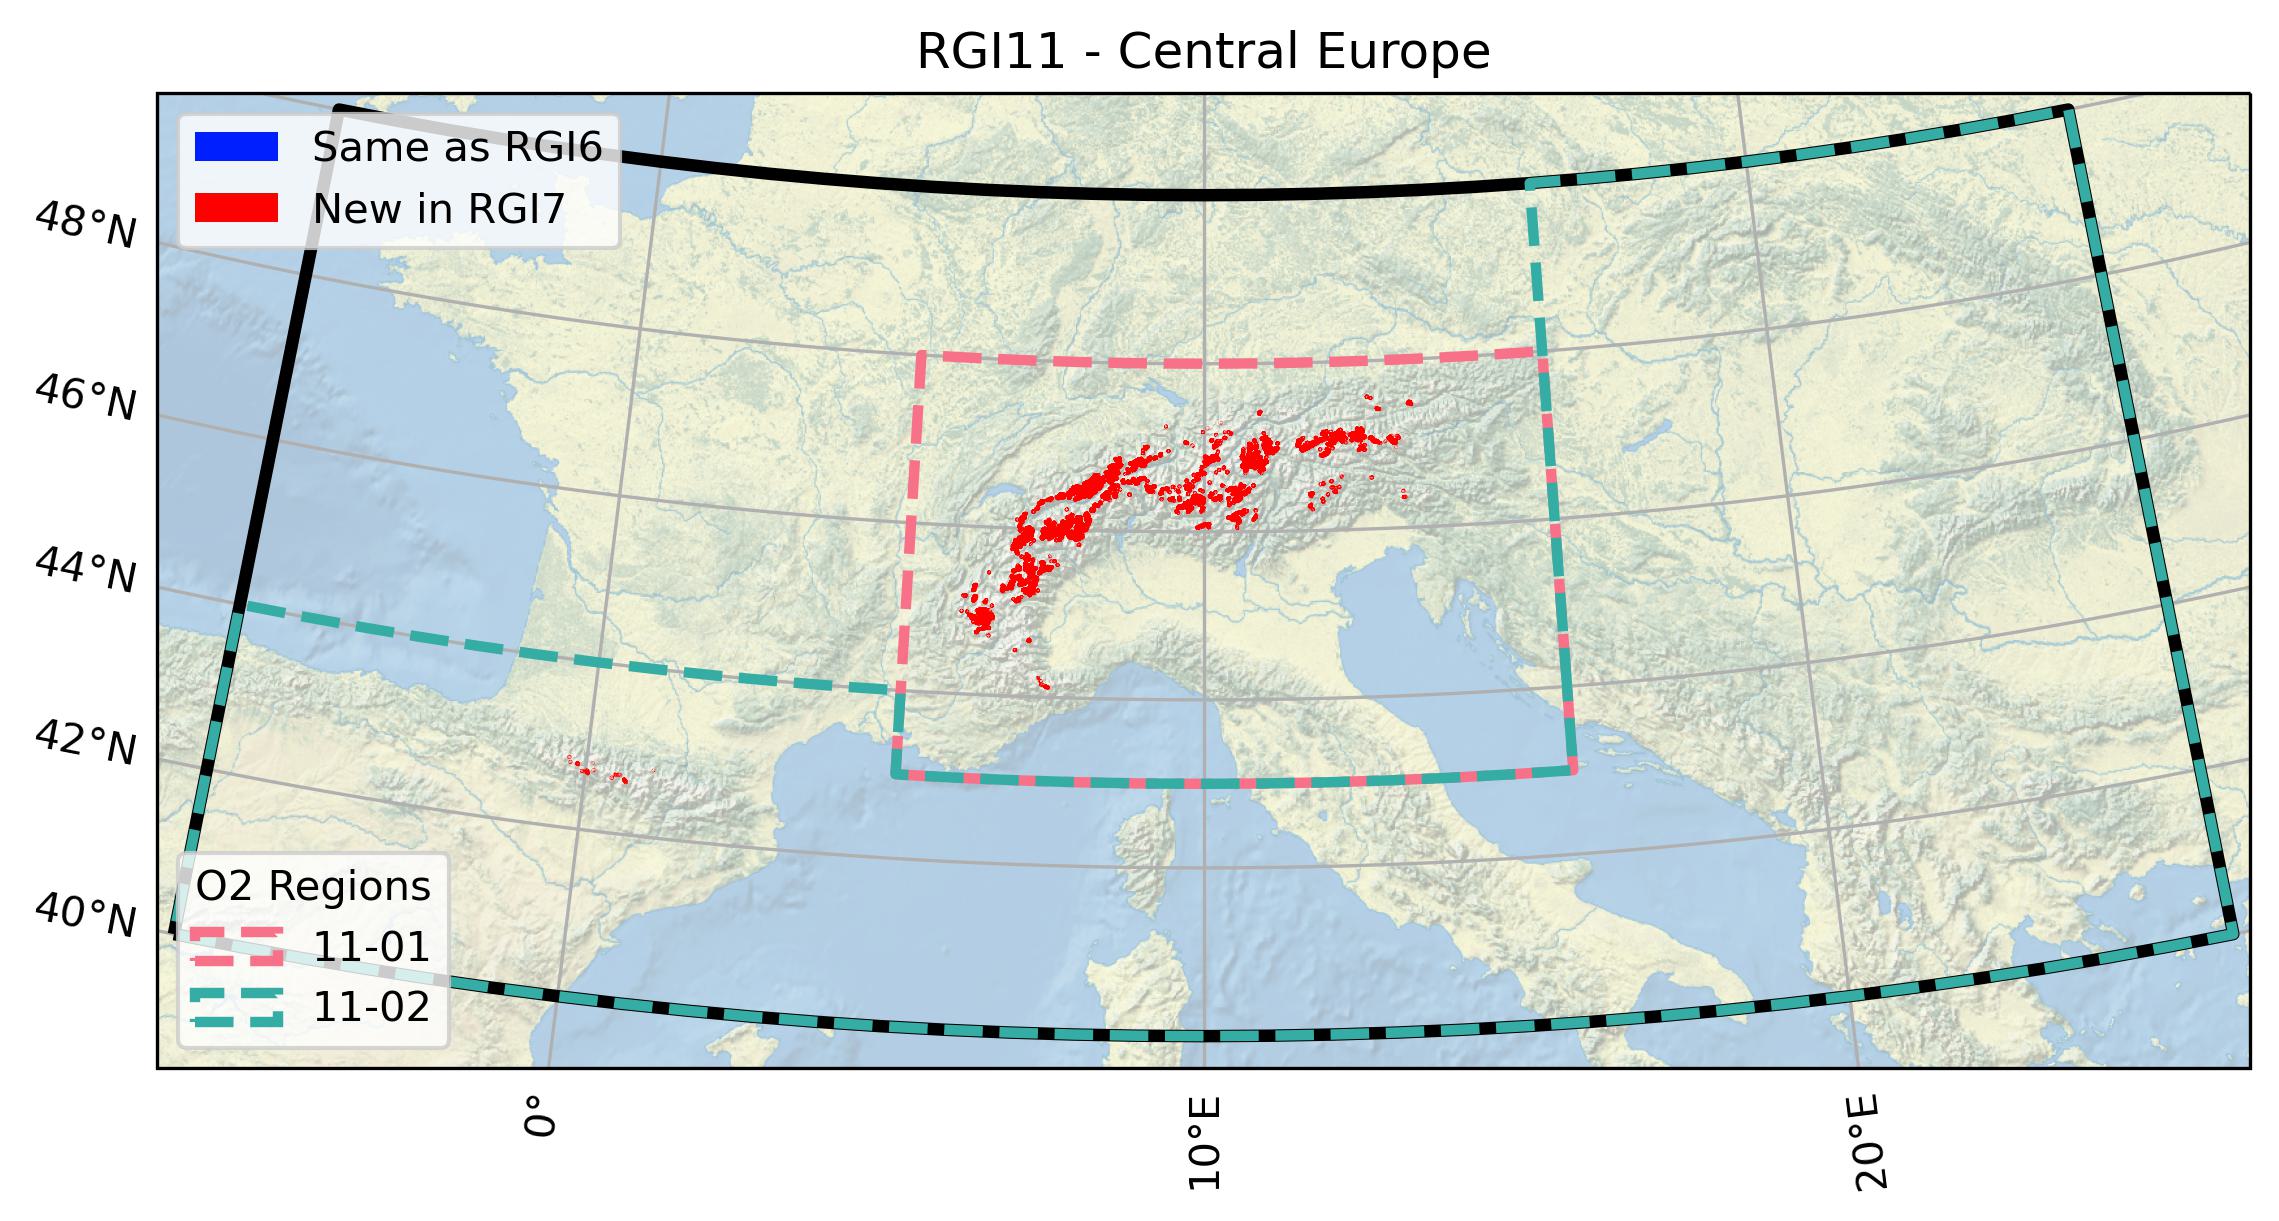 RGI11 - Central Europe
Same as RGI6
New in RGI7
48°N
46°N
44°N
42°N
40°N
O2 Regions
11-01
11-02
0°
10°E
20°E